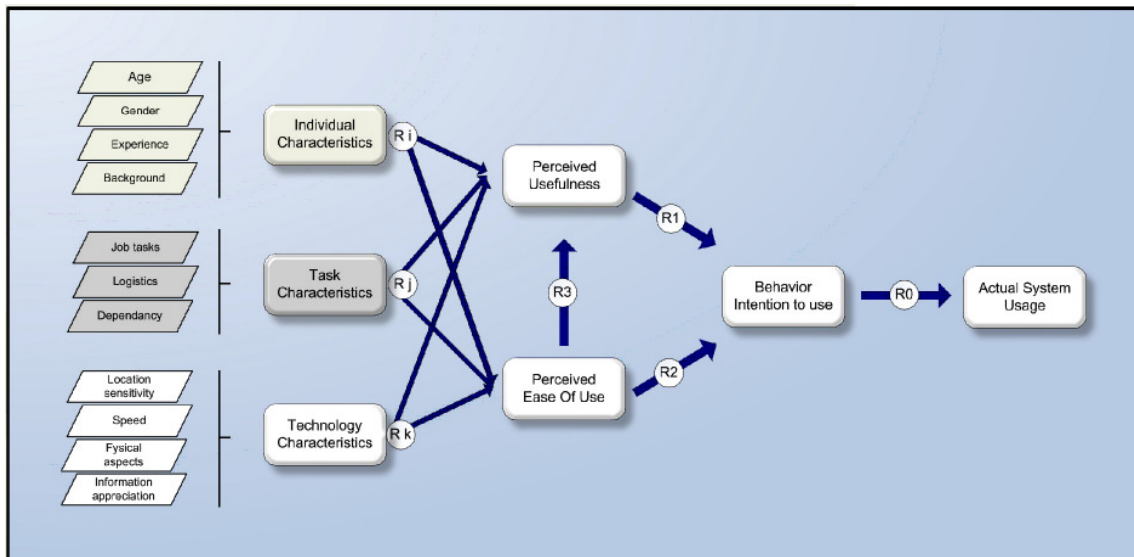 Age
Gender
Experience
Background
Individual
Characteristics
R i
Job tasks
Logistics
Dependancy
Task
Characteristics
R j
Location
sensitivity
Speed
Fysical
aspects
Information
appreciation
Technology
Characteristics
R k
Perceived
Usefulness
R1
R3
Perceived
Ease Of Use
R2
Behavior
Intention to use
R0
Actual System
Usage